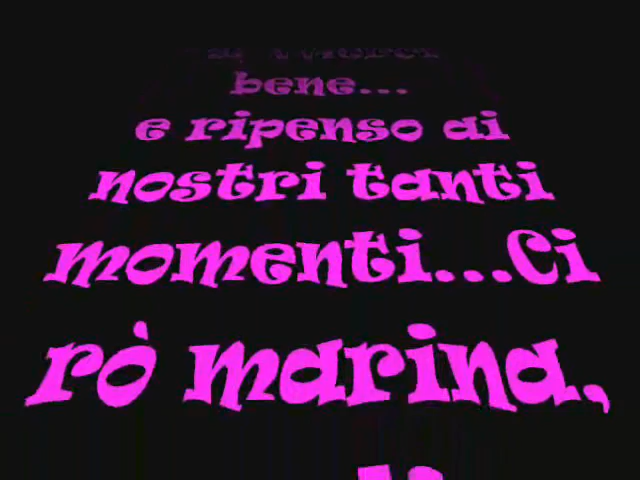 bene...
e ripenso ai
nostri tanti
momenti...Ci
rò marina,